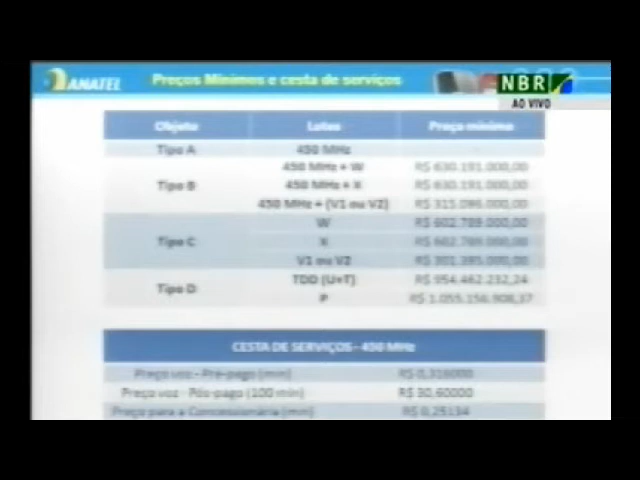 ANATEL Preços Mínimos e cesta de serviços NBR
AO VIVO
Objeto Lotes Preço mínimo
Tipo A 450 MHz -
Tipo B 450 MHz + W R$ 630.191.000,00
450 MHz + X R$ 630.191.000,00
450 MHz + (V1 ou V2) R$ 315.096.000,00
Tipo C W R$ 602.789.000,00
X R$ 602.789.000,00
V1 ou V2 R$ 301.395.000,00
Tipo D TDD (U+T) R$ 954.462.232,24
P R$ 1.055.156.908,37
CESTA DE SERVIÇOS - 450 MHz
Preço voz - Pré-pago (min) R$ 0,316000
Preço voz - Pós-pago (100 min) R$ 30,60000
Preço para a Concessionária (min) R$ 0,25134